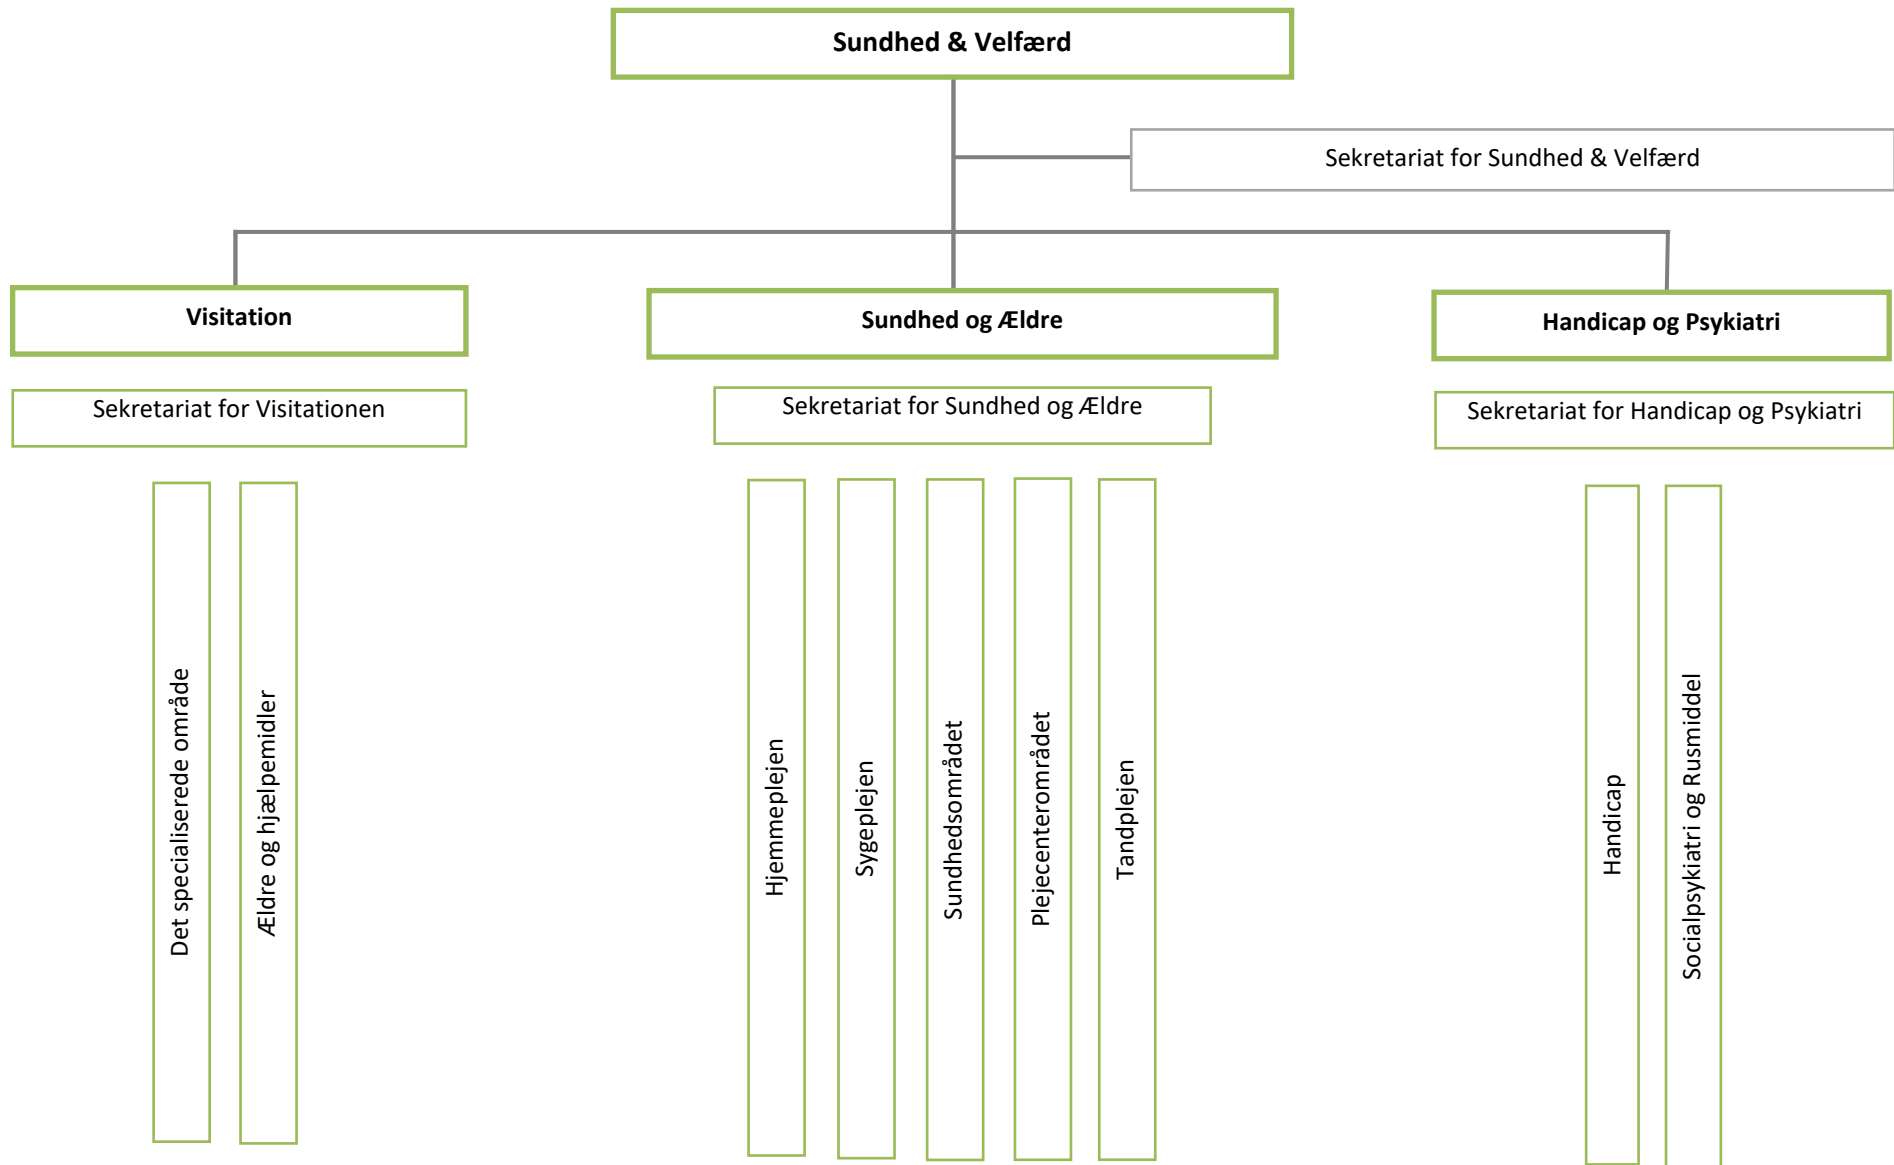 Sundhed & Velfærd
Sekretariat for Sundhed & Velfærd
Visitation
Sundhed og Ældre
Handicap og Psykiatri
Sekretariat for Visitationen
Sekretariat for Sundhed og Ældre
Sekretariat for Handicap og Psykiatri
Det specialiserede område
Ældre og hjælpemidler
Hjemmeplejen
Sygeplejen
Sundhedsområdet
Plejecenterområdet
Tandplejen
Handicap
Socialpsykiatri og Rusmiddel